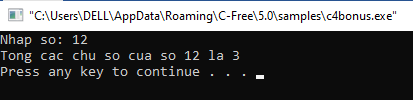 "C:\Users\DELL\AppData\Roaming\C-Free\5.0\samples\c4bonus.exe"
Nhap so: 12
Tong cac chu so cua so 12 la 3
Press any key to continue . . .